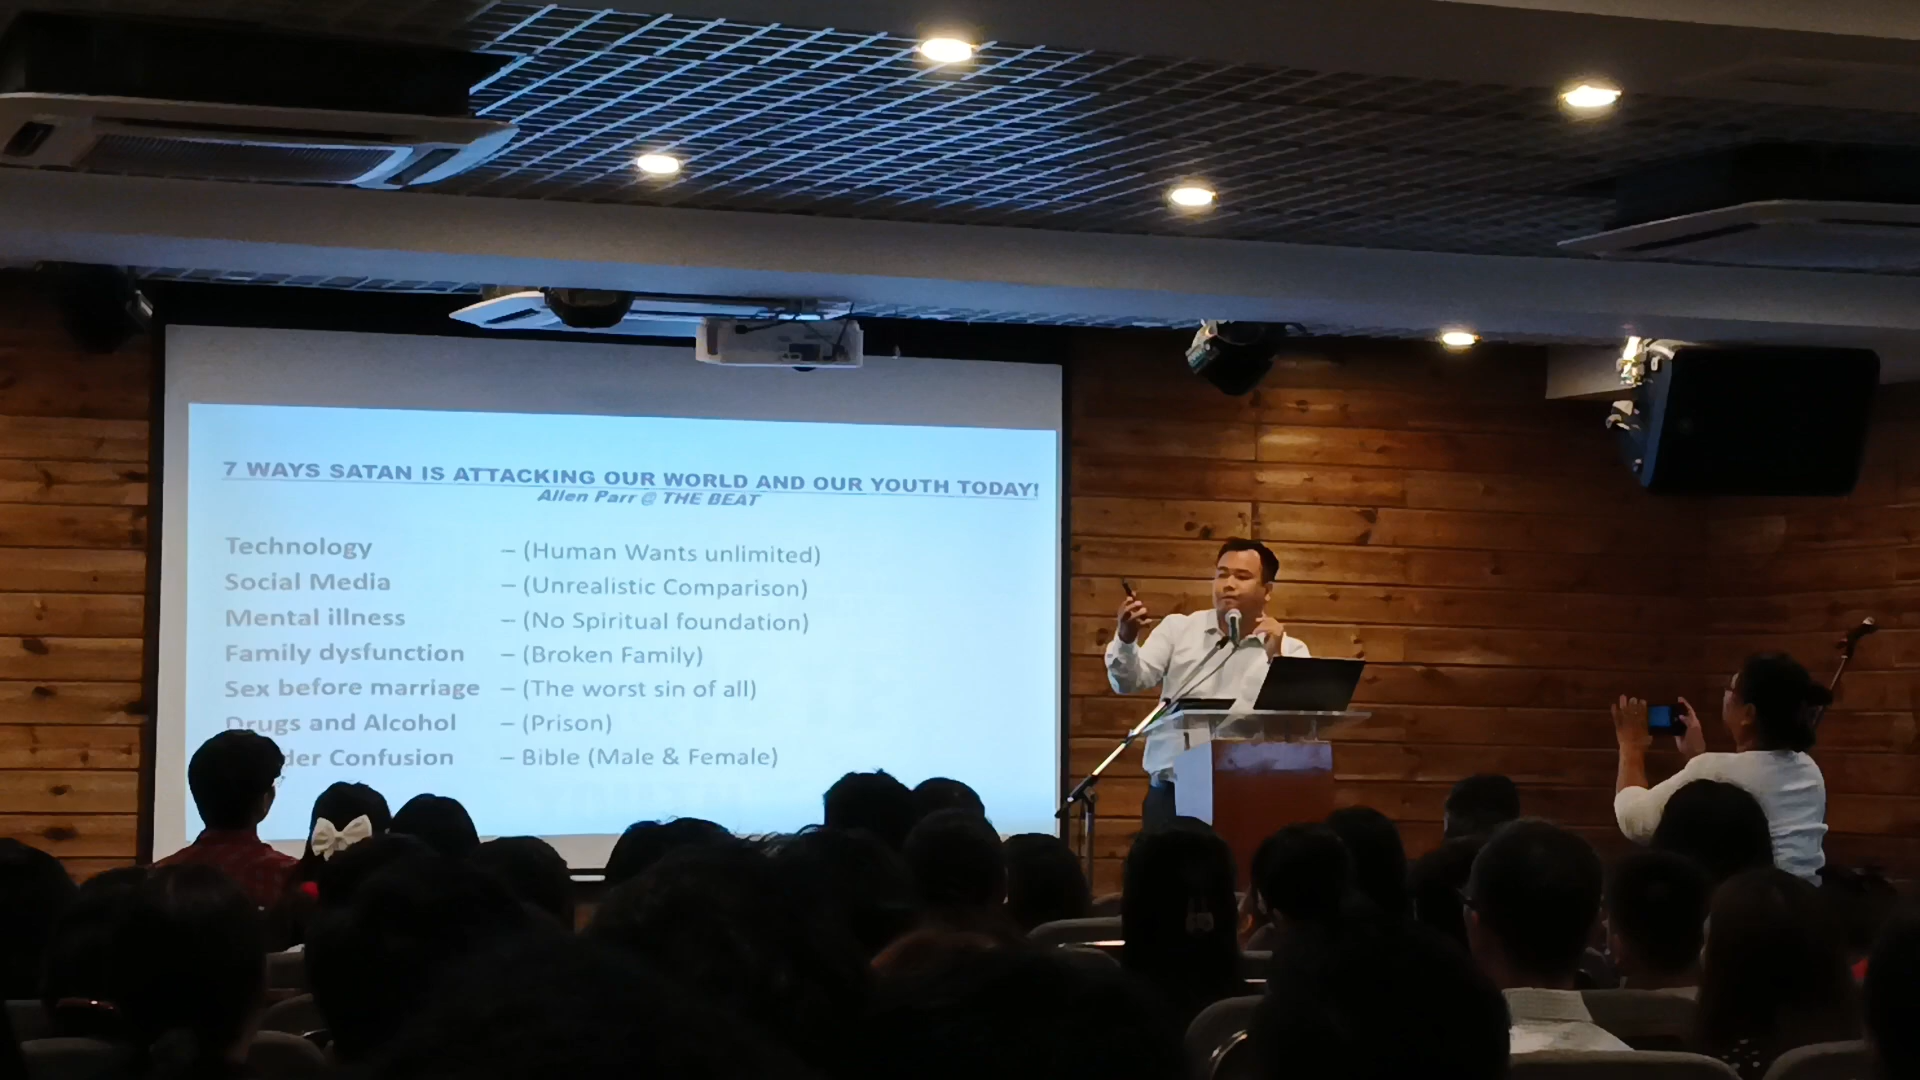 7 WAYS SATAN IS ATTACKING OUR WORLD AND OUR YOUTH TODAY!
Allen Parr @ THE BEAT
Technology – (Human Wants unlimited)
Social Media – (Unrealistic Comparison)
Mental illness – (No Spiritual foundation)
Family dysfunction – (Broken Family)
Sex before marriage – (The worst sin of all)
Drugs and Alcohol – (Prison)
Confusion – Bible (Male & Female)